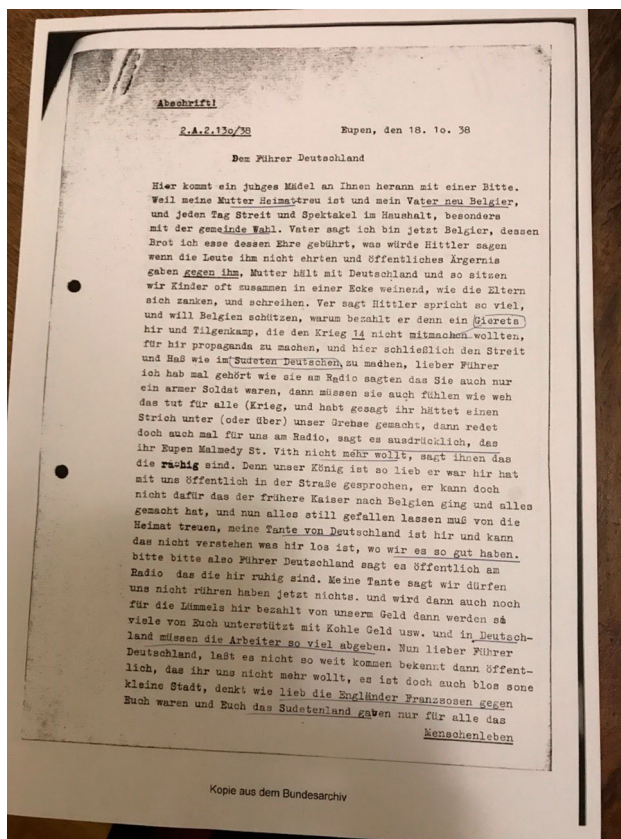 Abschrift!
2.A.2.13o/38 Eupen, den 18. 1o. 38
Dem Führer Deutschland
Hier kommt ein junges Mädel an Ihnen herann mit einer Bitte.
Weil meine Mutter Heimattreu ist und mein Vater neu Belgier,
und jeden Tag Streit und Spektakel im Haushalt, besonders
mit der gemeinde Wahl. Vater sagt ich bin jetzt Belgier, dessen
Brot ich esse dessen Ehre gebührt, was würde Hittler sagen
wenn die Leute ihm nicht ehrten und öffentliches Ärgernis
gaben gegen ihm, Mutter hält mit Deutschland und so sitzen
wir Kinder oft zusammen in einer Ecke weinend, wie die Eltern
sich zanken, und schreihen. Ver sagt Hittler spricht so viel,
und will Belgien schützen, warum bezahlt er denn ein Gierets
hir und Tilgenkamp, die den Krieg 14 nicht mitmachen wollten,
für hir propaganda zu machen, und hier schließlich den Streit
und Haß wie im Sudeten Deutschen, zu machen, lieber Führer
ich hab mal gehört wie sie am Radio sagten das Sie auch nur
ein armer Soldat waren, dann müssen sie auch fühlen wie weh
das tut für alle (Krieg, und habt gesagt ihr hättet einen
Strich unter (oder über) unser Grense gemacht, dann redet
doch auch mal für uns am Radio, sagt es ausdrücklich, das
ihr Eupen Malmedy St. Vith nicht mehr wollt, sagt ihnen das
die ruhig sind. Denn unser König ist so lieb er war hir hat
mit uns öffentlich in der Straße gesprochen, er kann doch
nicht dafür das der frühere Kaiser nach Belgien ging und alles
gemacht hat, und nun alles still gefallen lassen muß von die
Heimat treuen, meine Tante von Deutschland ist hir und kann
das nicht verstehen was hir los ist, wo wir es so gut haben.
bitte bitte also Führer Deutschland sagt es öffentlich am
Radio das die hir ruhig sind. Meine Tante sagt wir dürfen
uns nicht rühren haben jetzt nichts. und wird dann auch noch
für die Lümmels hir bezahlt von unserm Geld dann werden so
viele von Euch unterstützt mit Kohle Geld usw. und in Deutsch-
land müssen die Arbeiter so viel abgeben. Nun lieber Führer
Deutschland, laßt es nicht so weit kommen bekennt dann öffent-
lich, das ihr uns nicht mehr wollt, es ist doch auch blos sone
kleine Stadt, denkt wie lieb die Engländer Franzsosen gegen
Euch waren und Euch das Sudetenland gaben nur für alle das
Menschenleben
Kopie aus dem Bundesarchiv